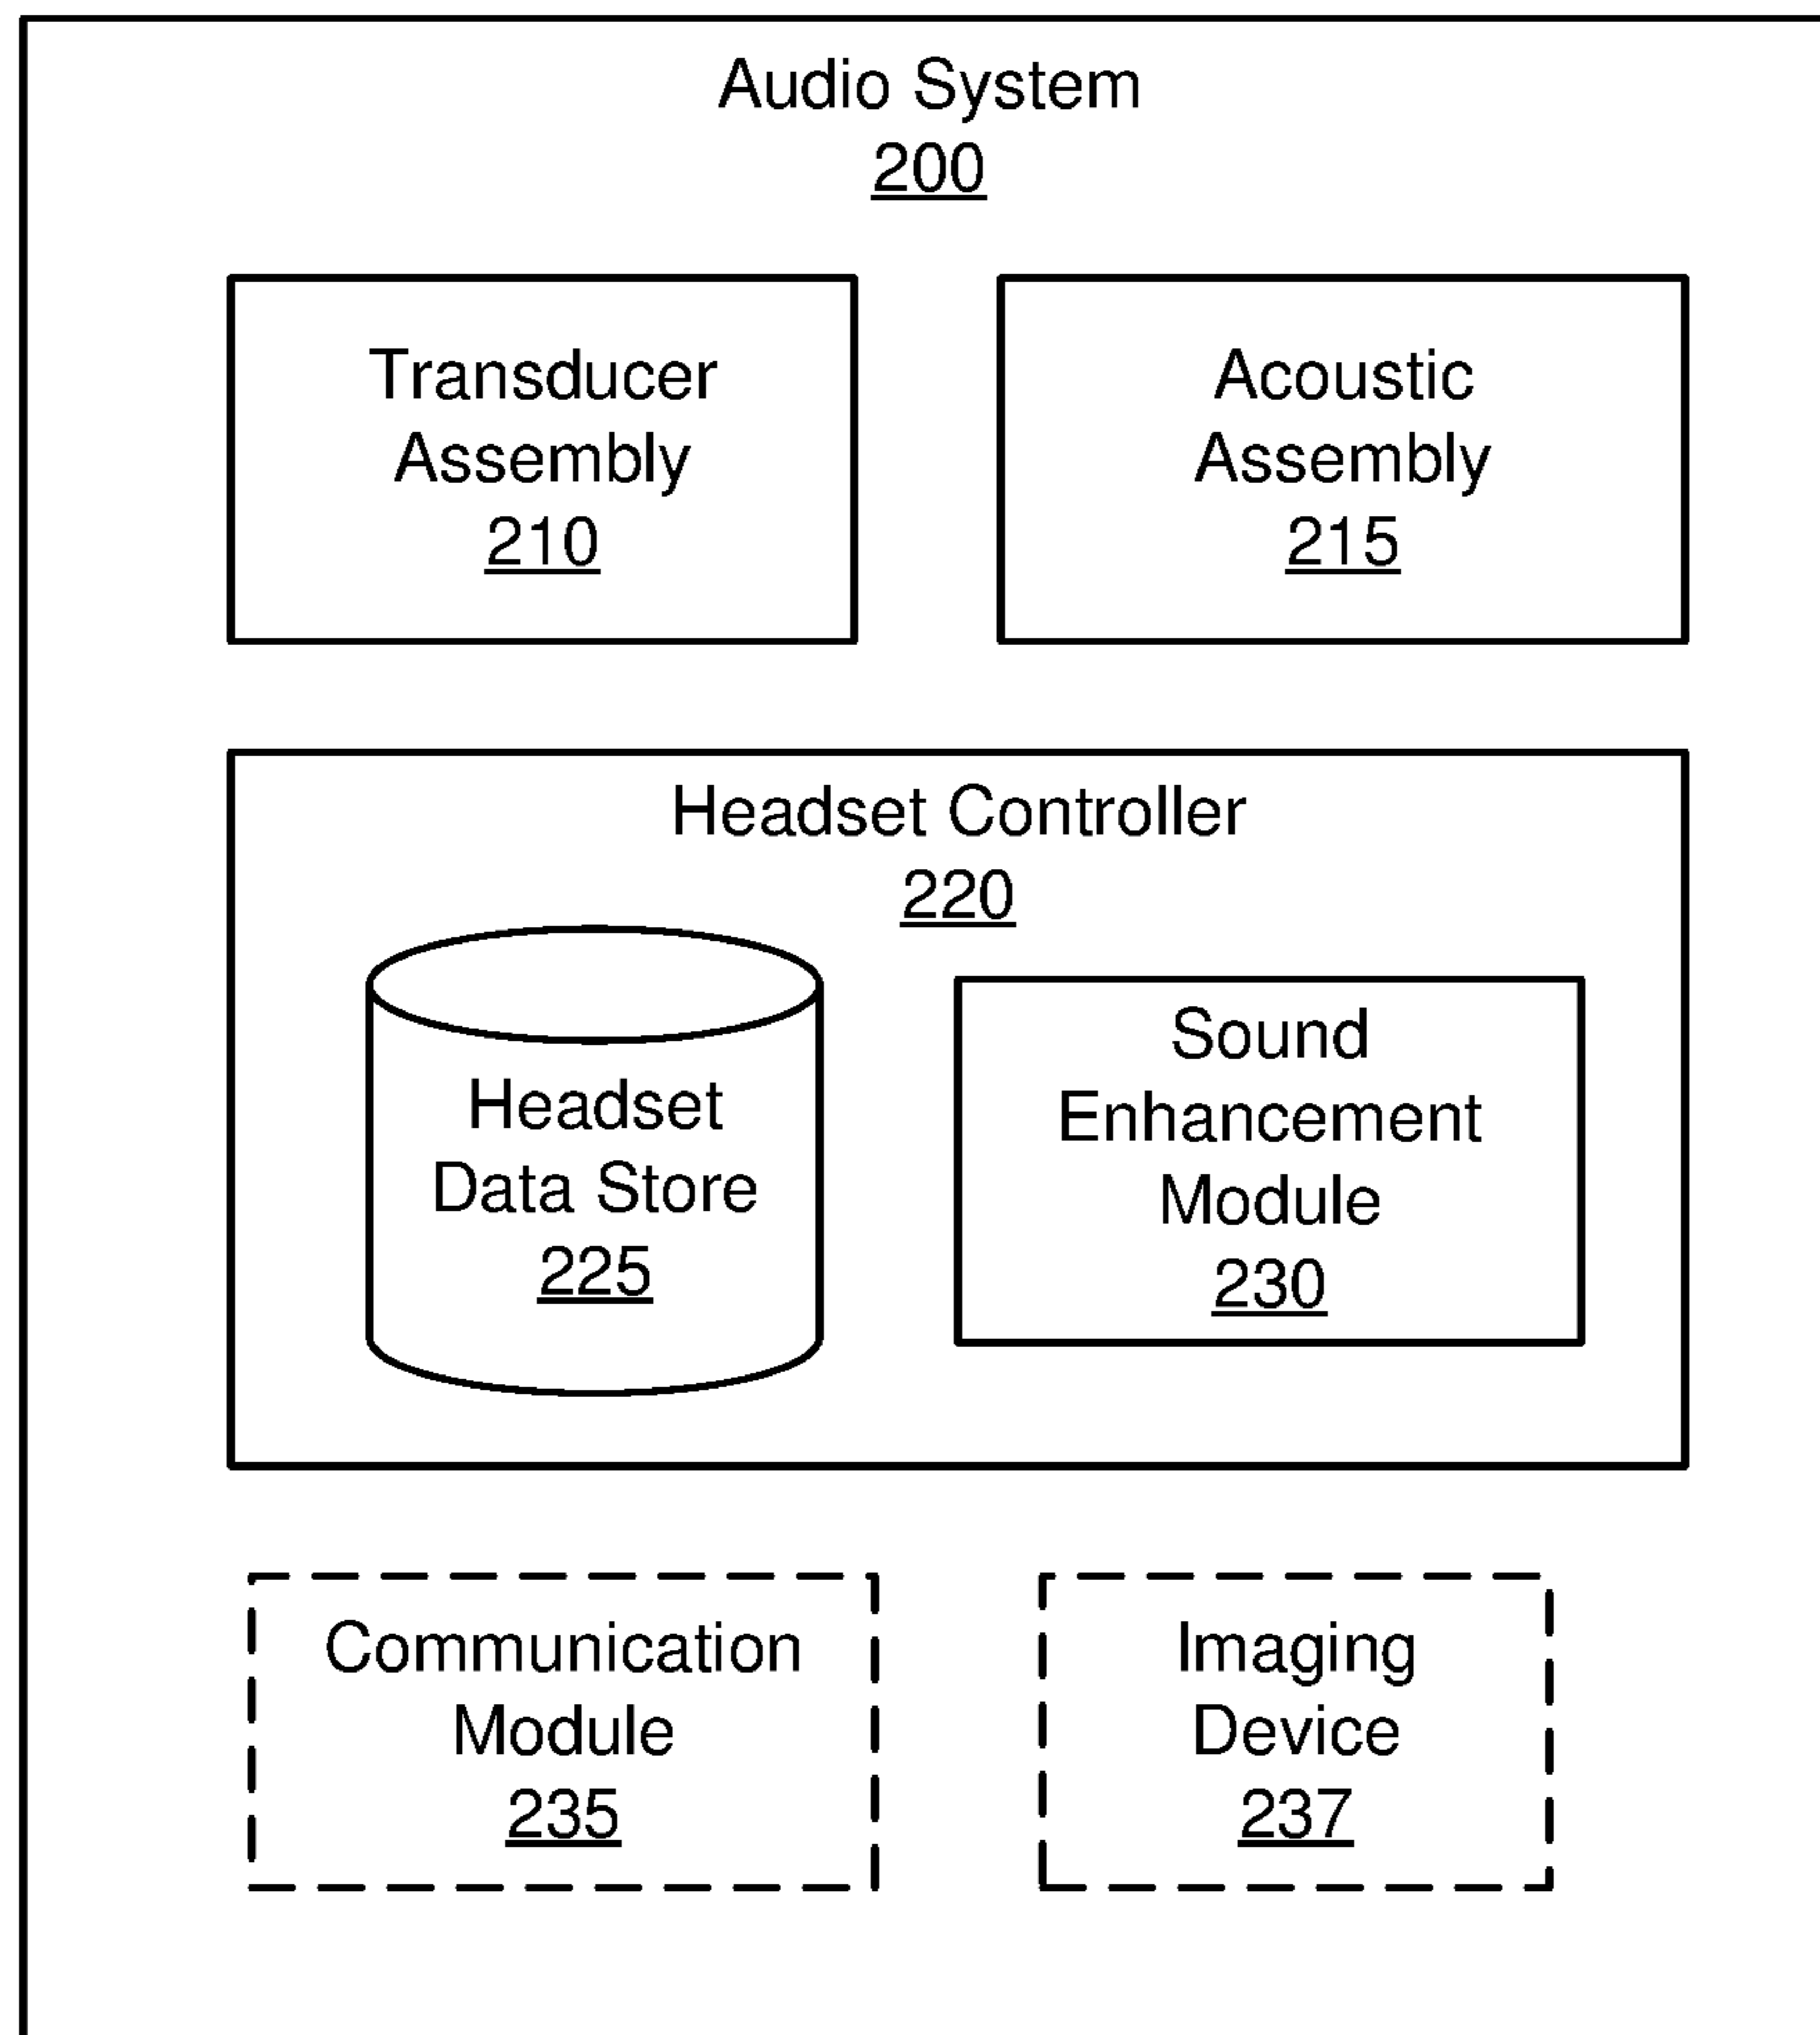 Audio System
200
Transducer
Assembly
210
Acoustic
Assembly
215
Headset Controller
220
Headset
Data Store
225
Sound
Enhancement
Module
230
Communication
Module
235
Imaging
Device
237